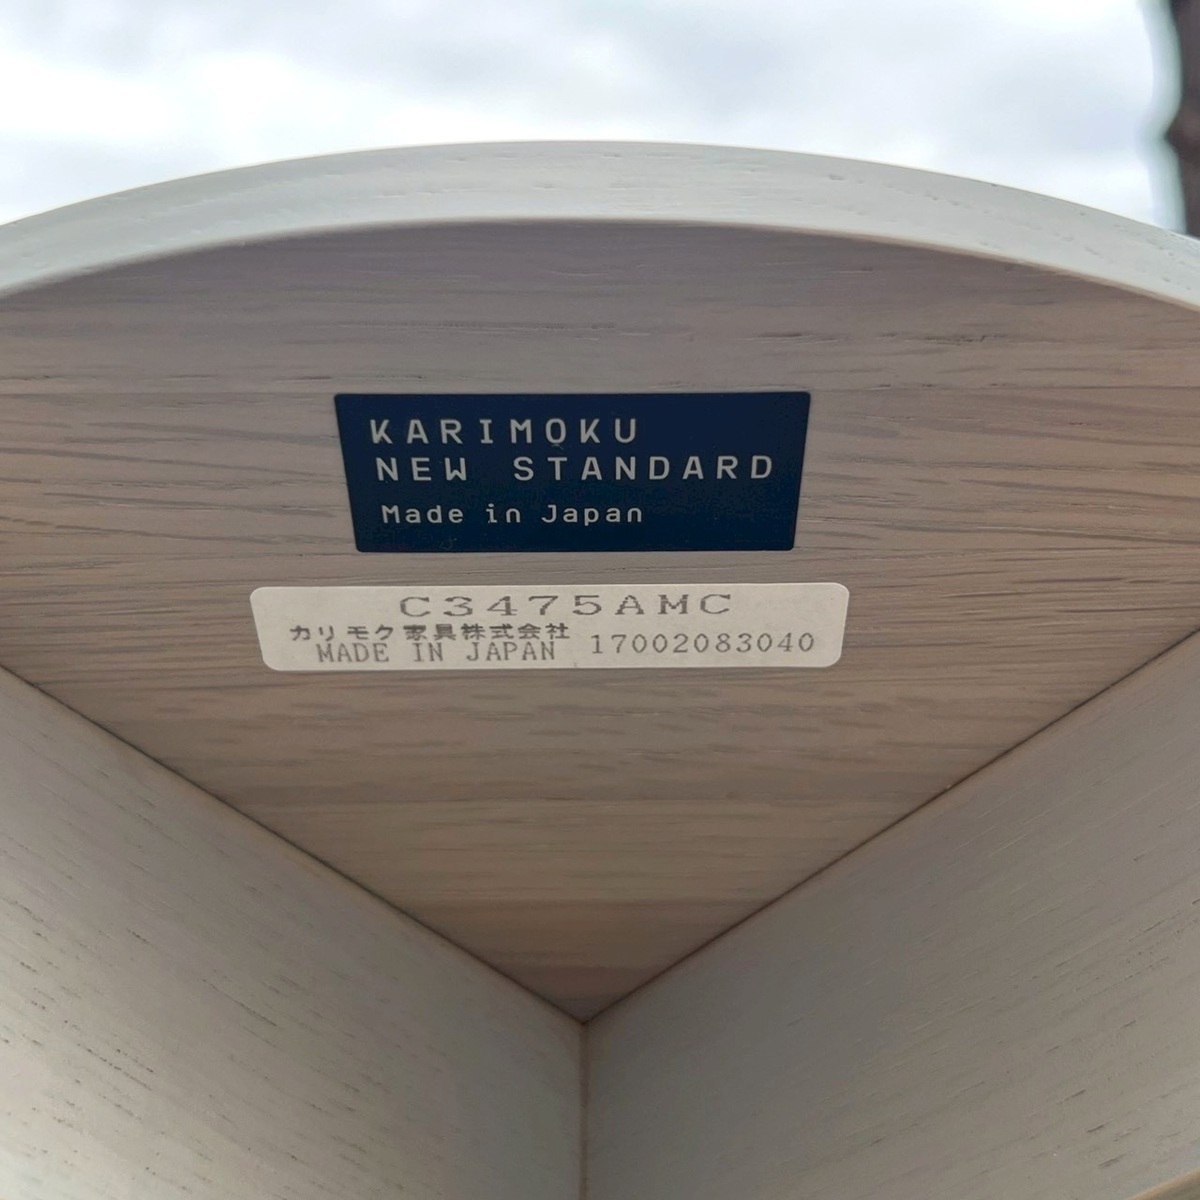 KARIMOKU
NEW STANDARD
Made in Japan
C3475AMC
カリモク家具株式会社
MADE IN JAPAN 17002083040